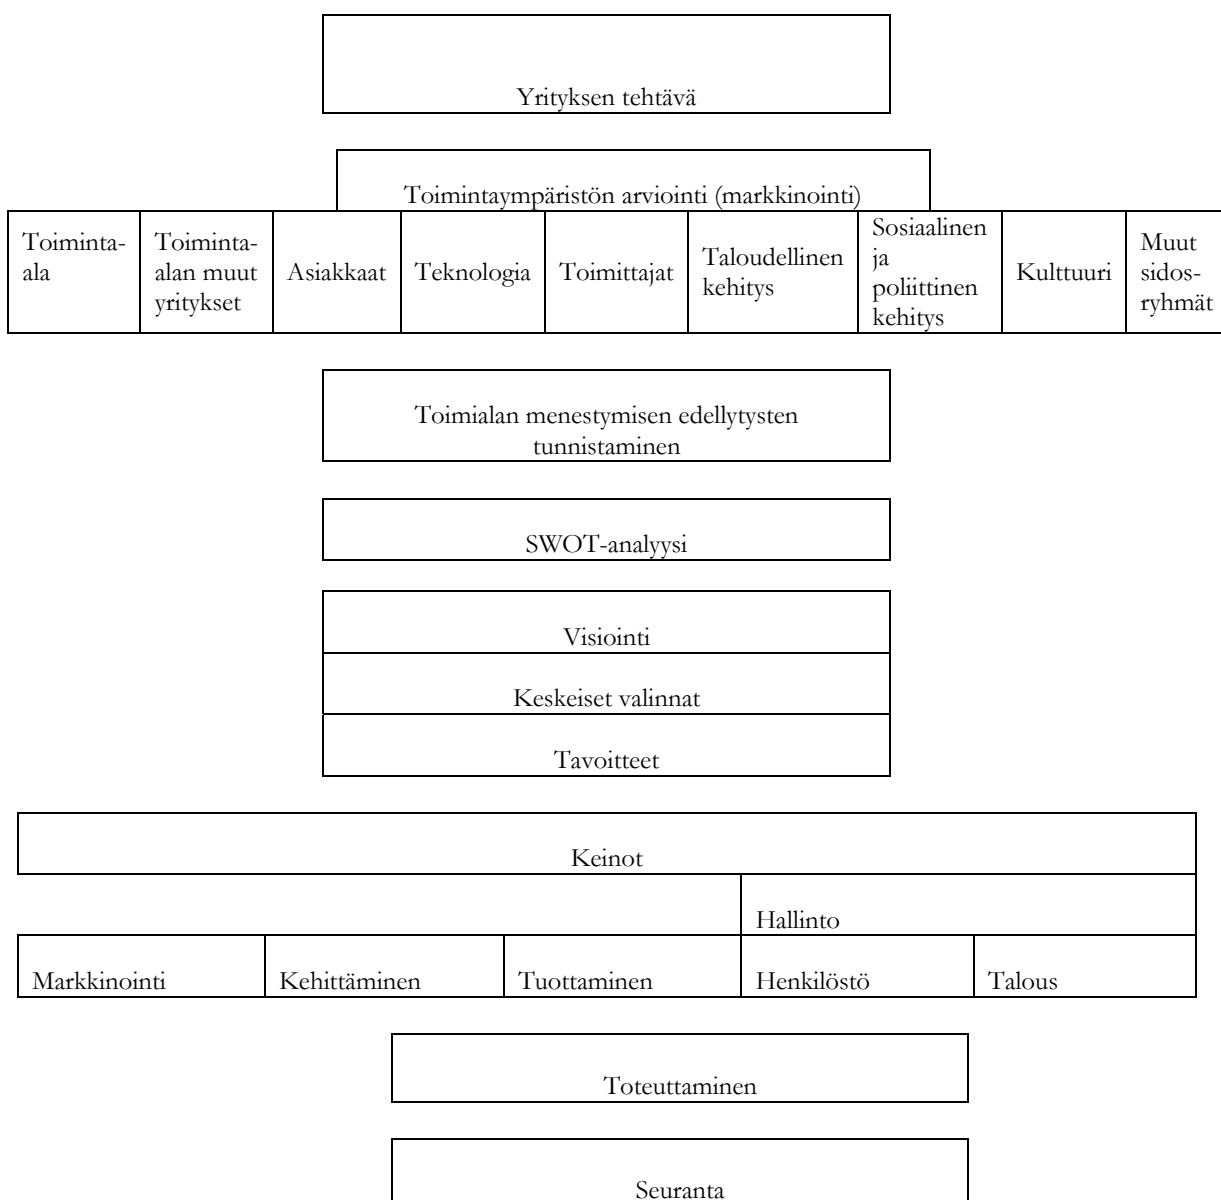 Yrityksen tehtävä
Toimintaympäristön arviointi (markkinointi)
Toiminta-
ala
Toiminta-
alan muut
yritykset
Asiakkaat
Teknologia
Toimittajat
Taloudellinen
kehitys
Sosiaalinen
ja
poliittinen
kehitys
Kulttuuri
Muut
sidos-
ryhmät
Toimialan menestymisen edellytysten
tunnistaminen
SWOT-analyysi
Visiointi
Keskeiset valinnat
Tavoitteet
Keinot
Hallinto
Markkinointi
Kehittäminen
Tuottaminen
Henkilöstö
Talous
Toteuttaminen
Seuranta